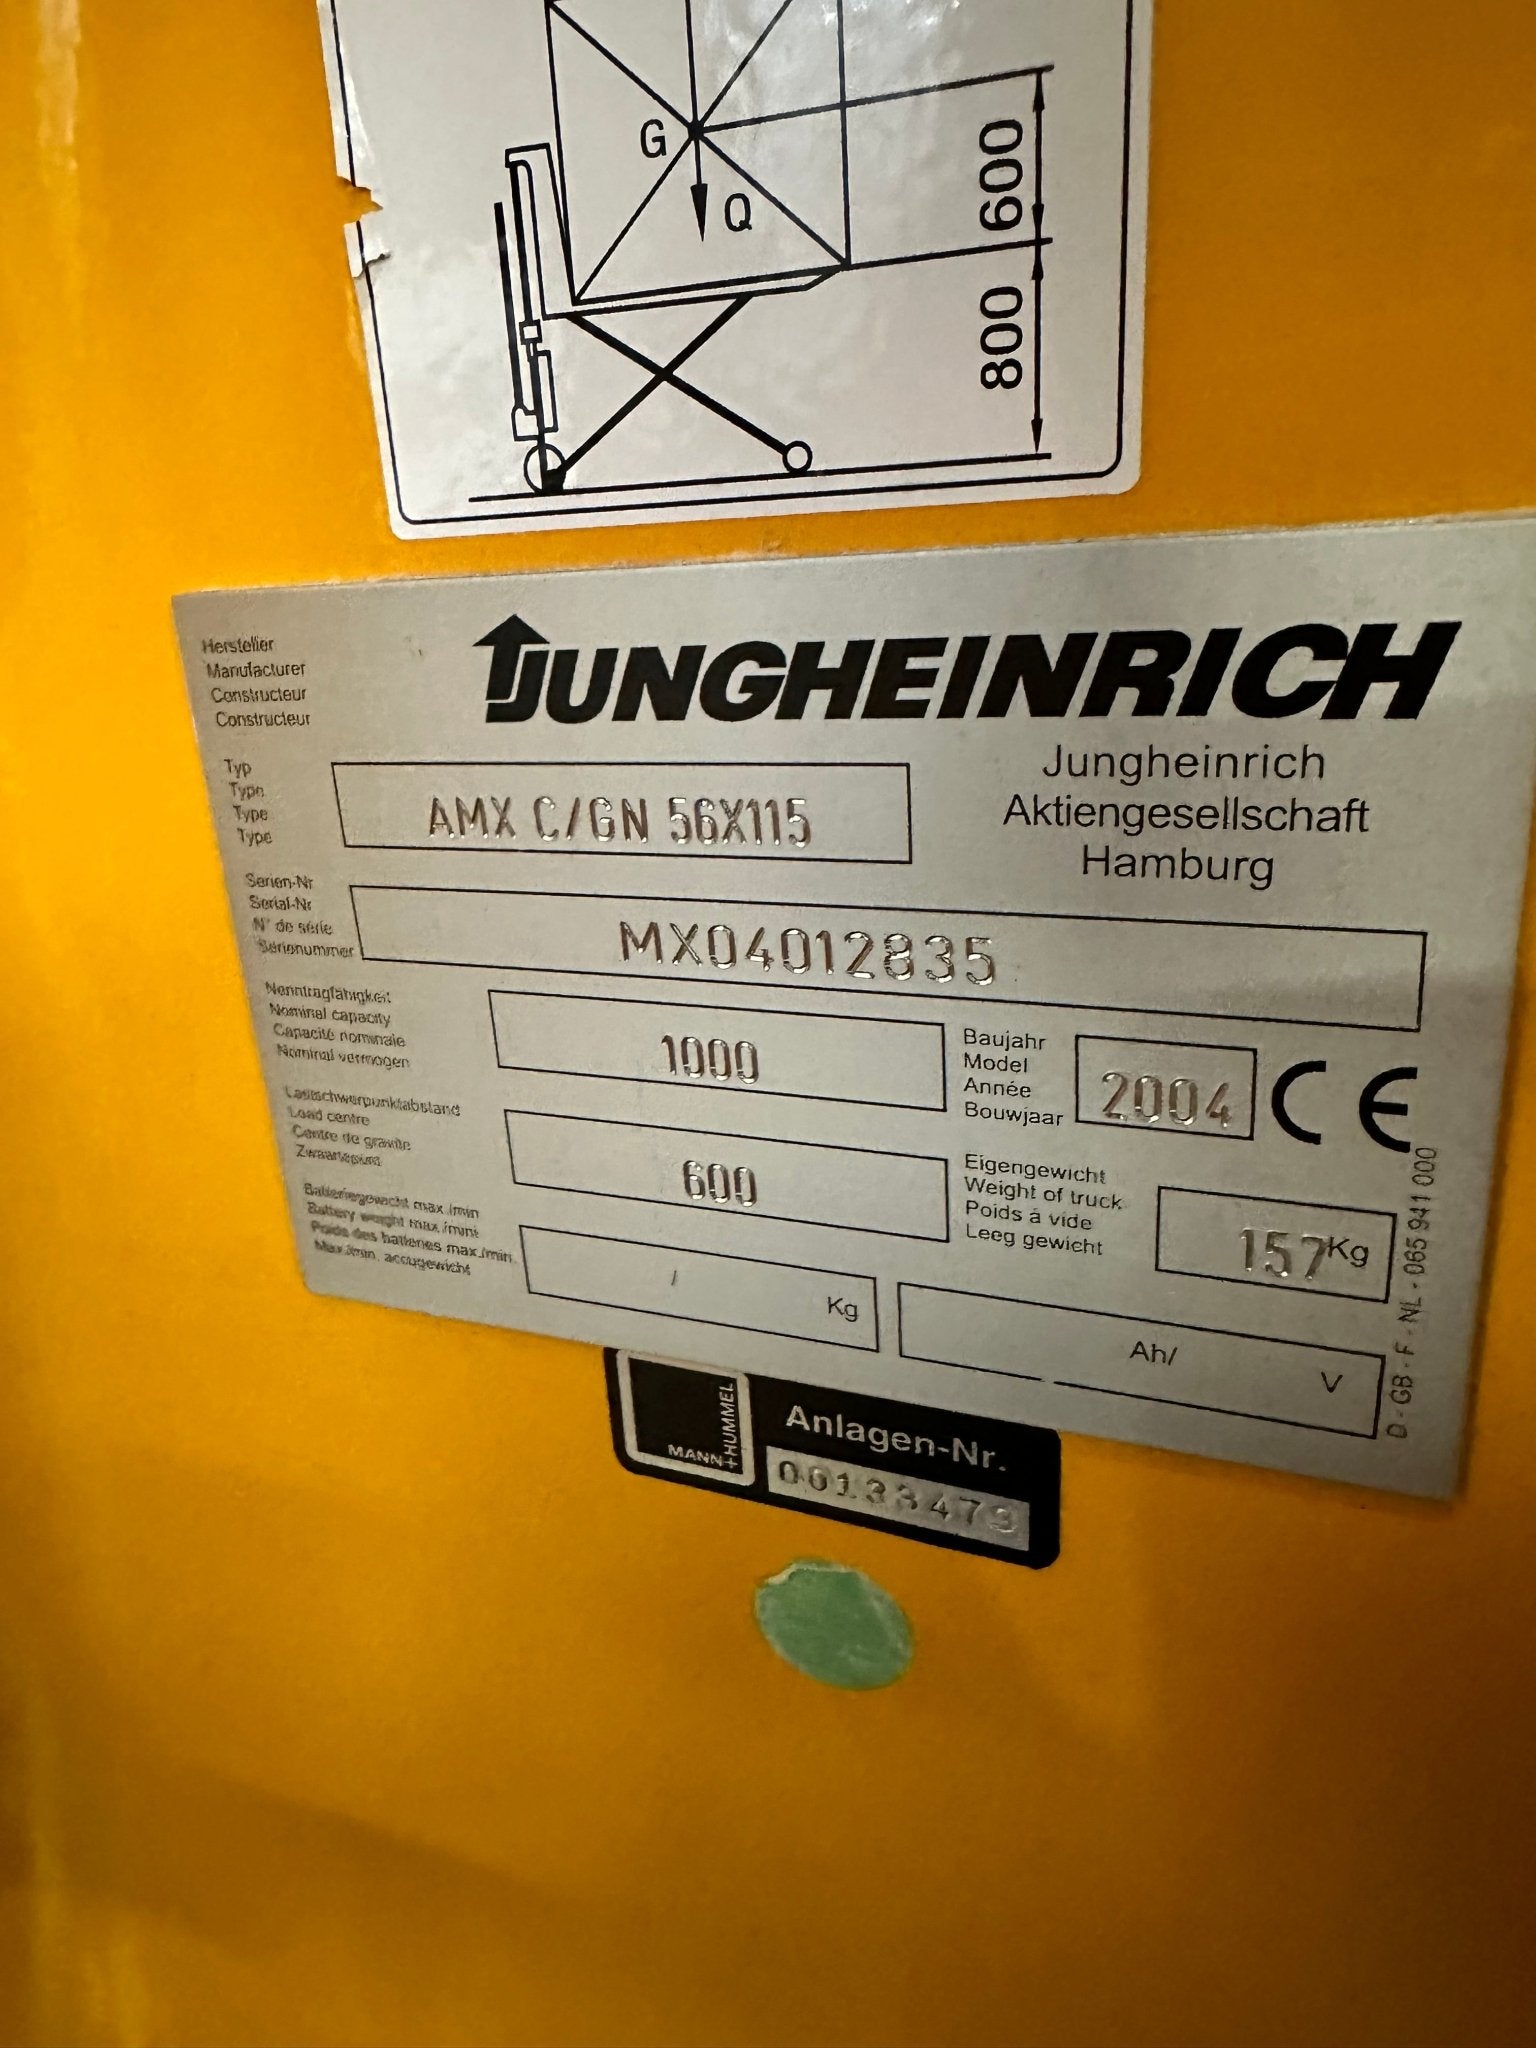 G
Q
600
800
Hersteller
Manufacturer
Constructeur
Constructeur
JUNGHEINRICH
Jungheinrich
Aktiengesellschaft
Hamburg
Typ
Type
Type
Type
AMX C/GN 56X115
Serien-Nr
Serial-Nr
N° de série
Serienummer
MX04012835
Nenntragfähigkeit
Nominal capacity
Capacité nominale
Nominal vermogen
1000
Baujahr
Model
Année
Bouwjaar
2004
CE
Lastschwerpunktabstand
Load centre
Centre de gravité
Zwaartepunt
600
Eigengewicht
Weight of truck
Poids à vide
Leeg gewicht
157 Kg
Batteriegewicht max./min
Battery weight max./mini
Poids des batteries max./min.
Max./min. accugewicht
/ Kg
Ah/ V
D - GB - F - NL - 065 941 000
MANN+HUMMEL
Anlagen-Nr.
00133473